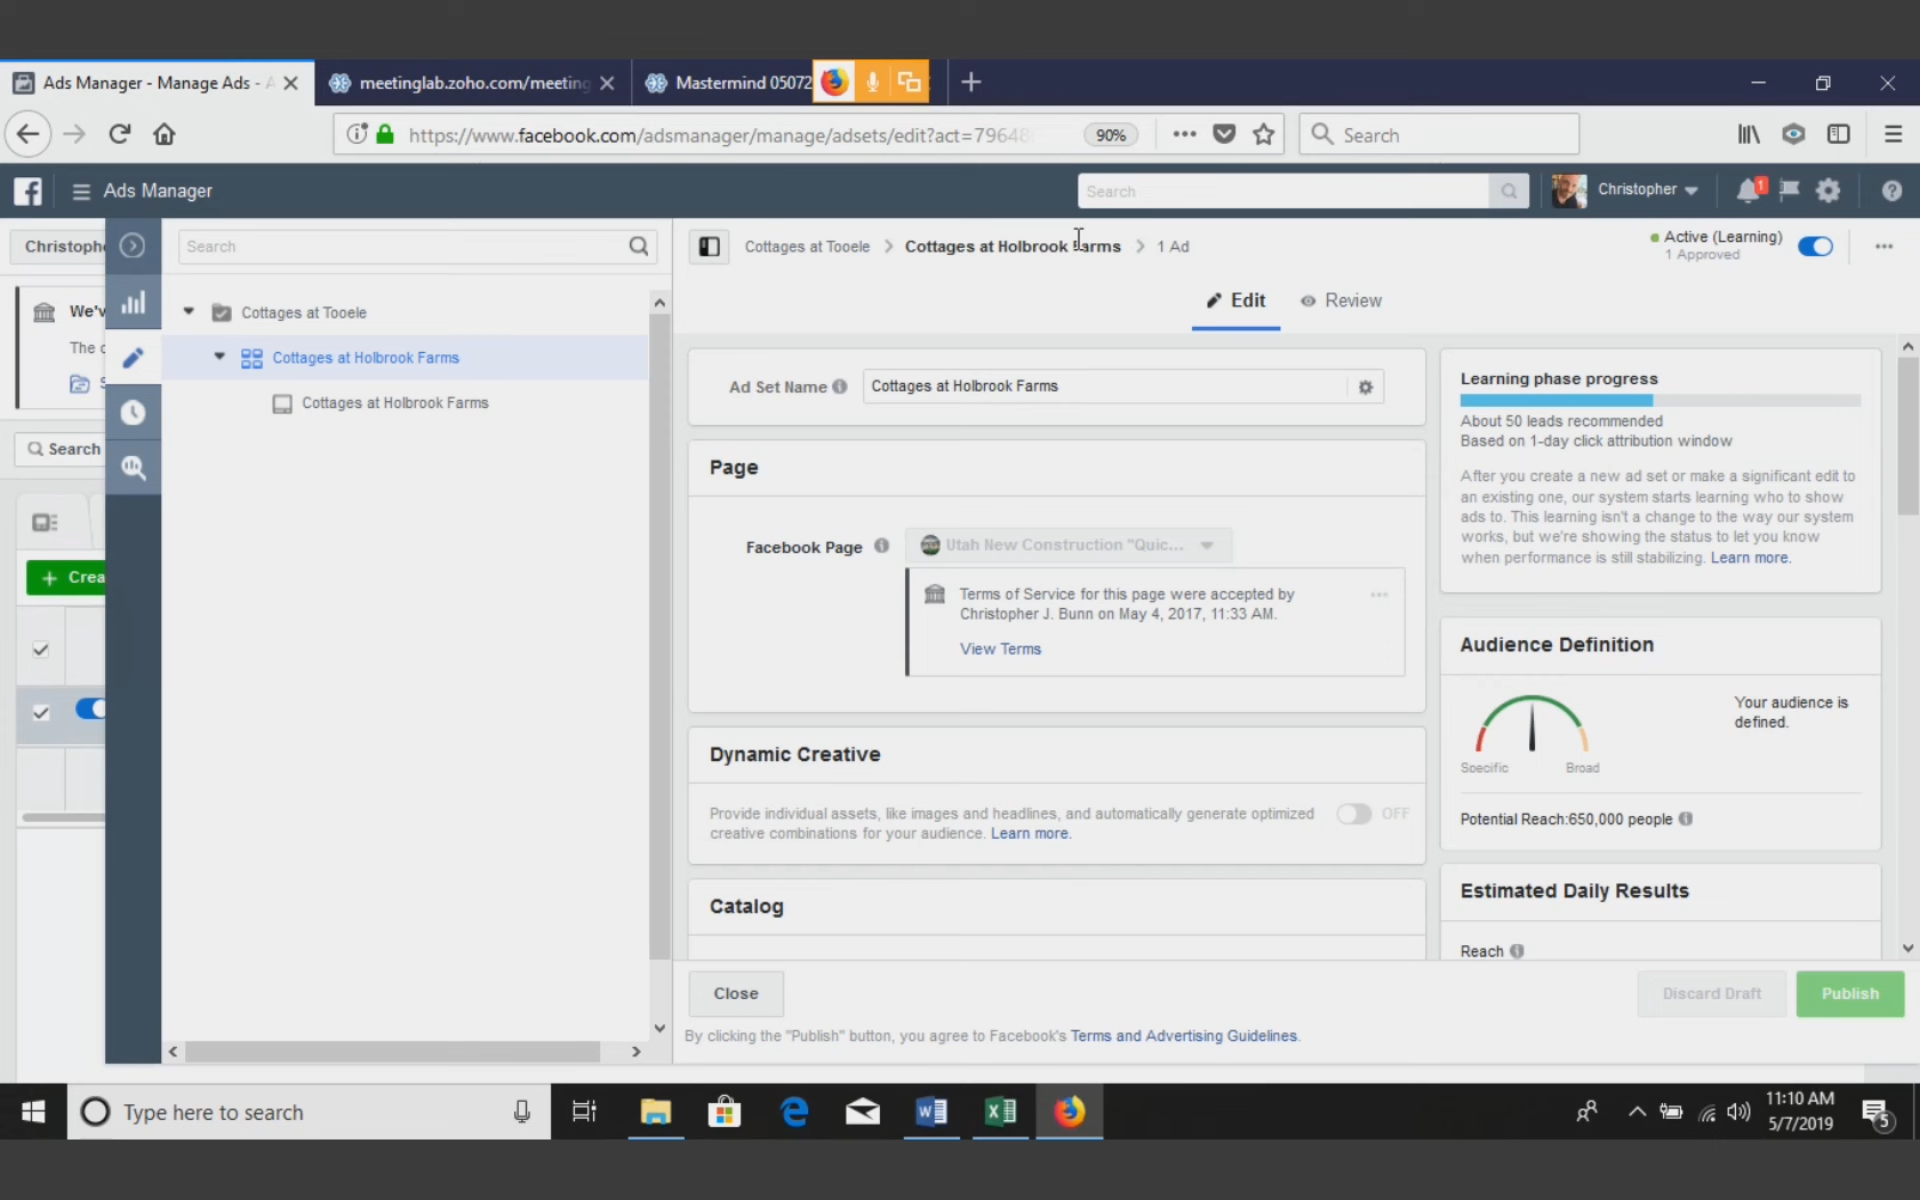 Ads Manager - Manage Ads - A
meetinglab.zoho.com/meeting
Mastermind 05072
https://www.facebook.com/adsmanager/manage/adsets/edit?act=79648
90%
Search
Ads Manager
Search
Christopher
1
Christophe
Search
Cottages at Tooele
Cottages at Holbrook Farms
1 Ad
Active (Learning)
1 Approved
We'v
The c
S
Search
Crea
Cottages at Tooele
Cottages at Holbrook Farms
Cottages at Holbrook Farms
Edit
Review
Ad Set Name
Cottages at Holbrook Farms
Page
Facebook Page
Utah New Construction "Quic...
Terms of Service for this page were accepted by
Christopher J. Bunn on May 4, 2017, 11:33 AM.
View Terms
Dynamic Creative
Provide individual assets, like images and headlines, and automatically generate optimized
creative combinations for your audience. Learn more.
OFF
Catalog
Learning phase progress
About 50 leads recommended
Based on 1-day click attribution window
After you create a new ad set or make a significant edit to
an existing one, our system starts learning who to show
ads to. This learning isn't a change to the way our system
works, but we're showing the status to let you know
when performance is still stabilizing. Learn more.
Audience Definition
Your audience is
defined.
Specific
Broad
Potential Reach:650,000 people
Estimated Daily Results
Reach
Close
Discard Draft
Publish
By clicking the "Publish" button, you agree to Facebook's Terms and Advertising Guidelines.
Type here to search
11:10 AM
5/7/2019
5